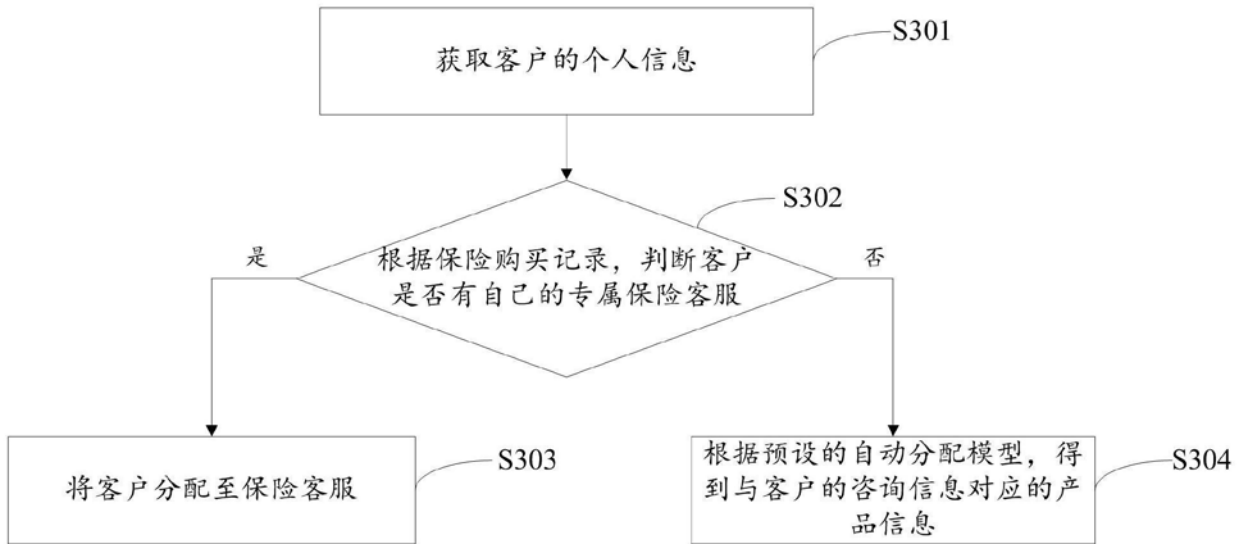 获取客户的个人信息
S301
S302
是
根据保险购买记录，判断客户
是否有自己的专属保险客服
否
将客户分配至保险客服
S303
根据预设的自动分配模型，得
到与客户的咨询信息对应的产
品信息
S304